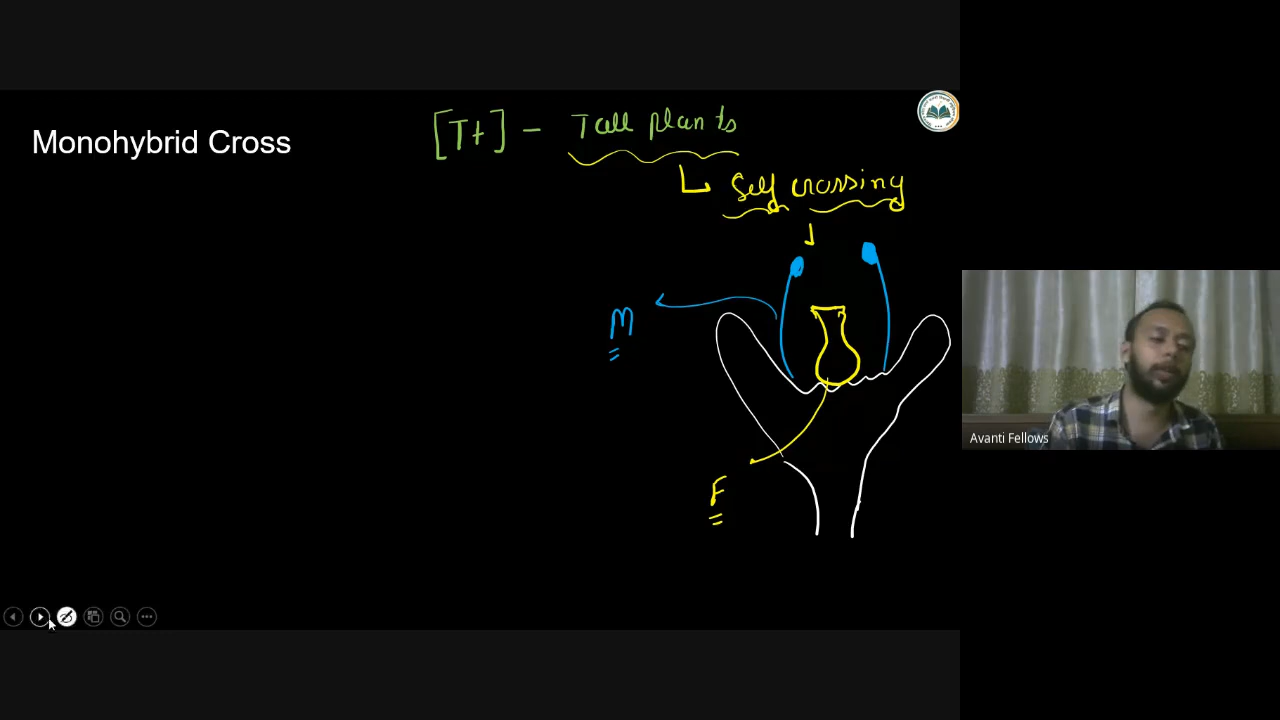 Monohybrid Cross
[Tt] - Tall plants
Self crossing
M
F
Avanti Fellows